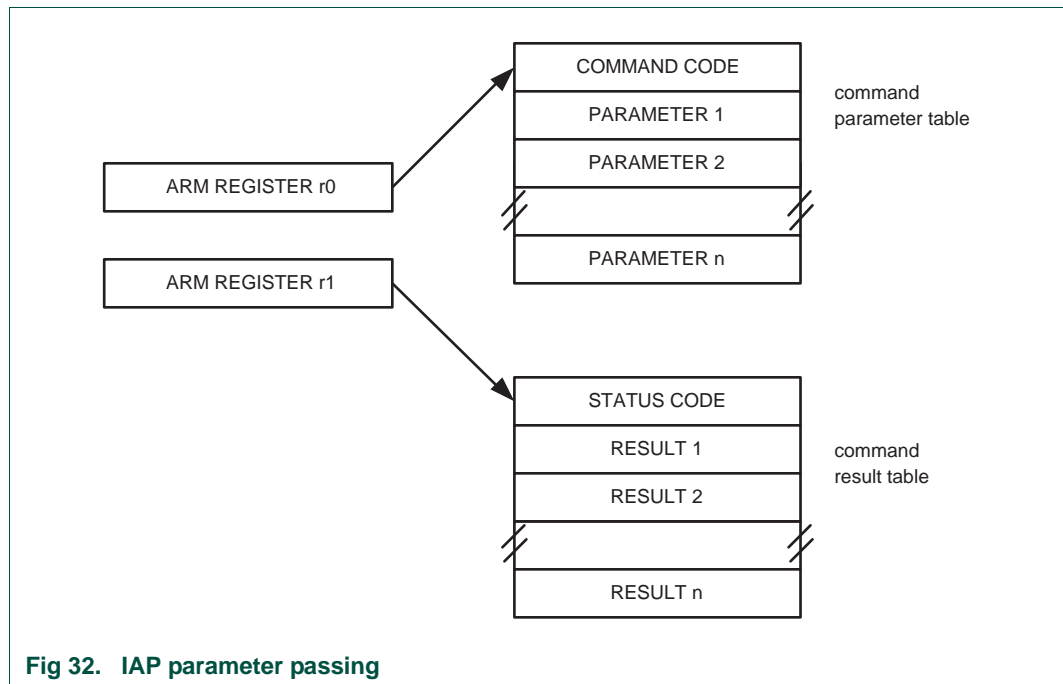 COMMAND CODE
PARAMETER 1
PARAMETER 2
PARAMETER n
command
parameter table
ARM REGISTER r0
ARM REGISTER r1
STATUS CODE
RESULT 1
RESULT 2
RESULT n
command
result table
Fig 32. IAP parameter passing